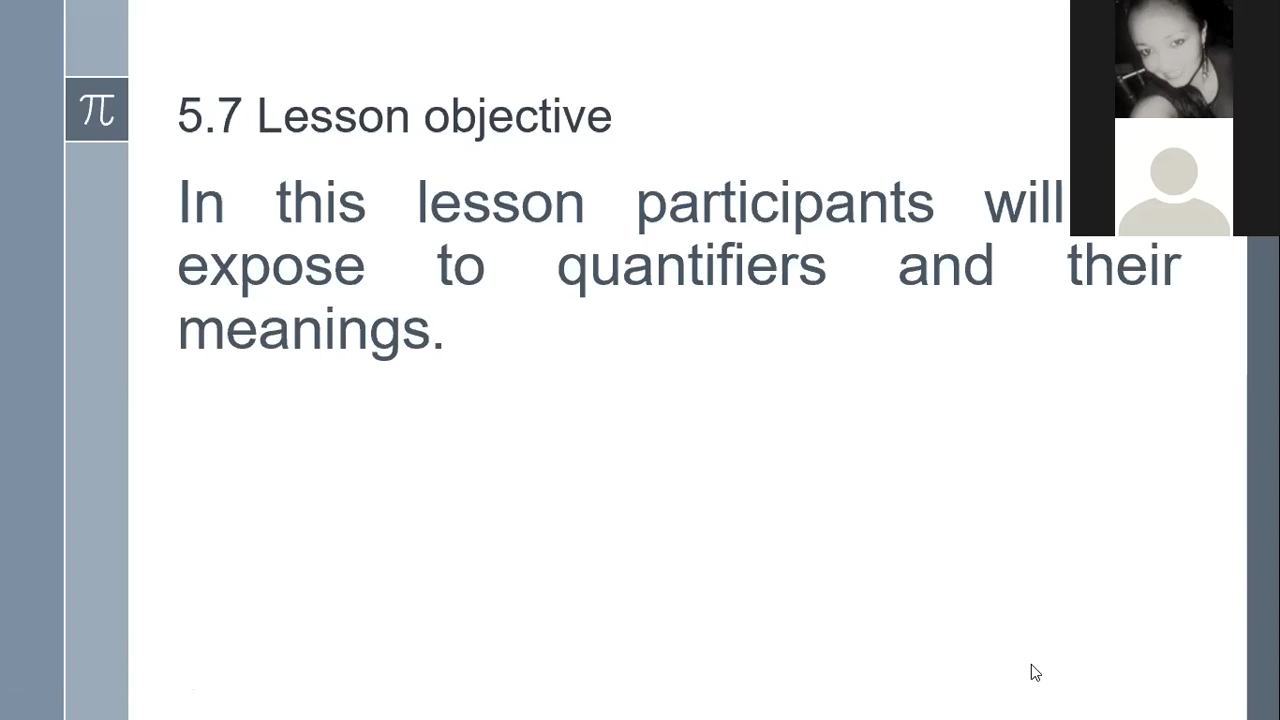 π
5.7 Lesson objective
In this lesson participants will
expose to quantifiers and their
meanings.